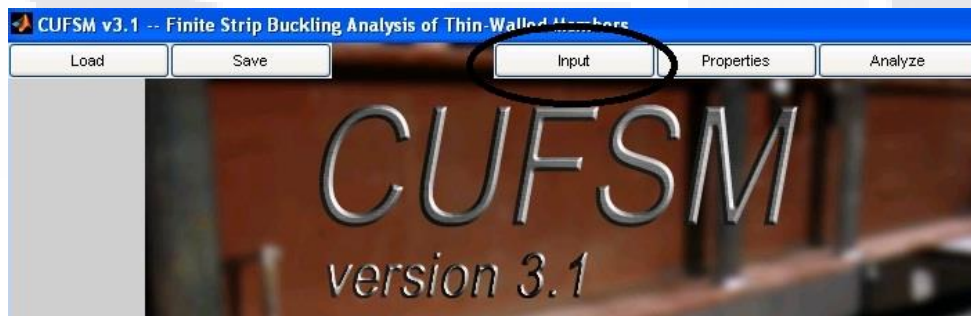 CUFSM v3.1 -- Finite Strip Buckling Analysis of Thin-Walled Members
Load Save Input Properties Analyze
CUFSM
version 3.1